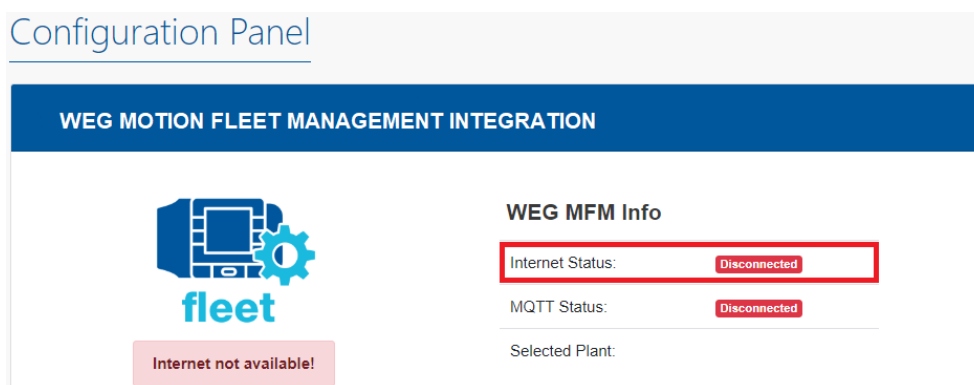 Configuration Panel
WEG MOTION FLEET MANAGEMENT INTEGRATION
fleet
Internet not available!
WEG MFM Info
Internet Status: Disconnected
MQTT Status: Disconnected
Selected Plant: